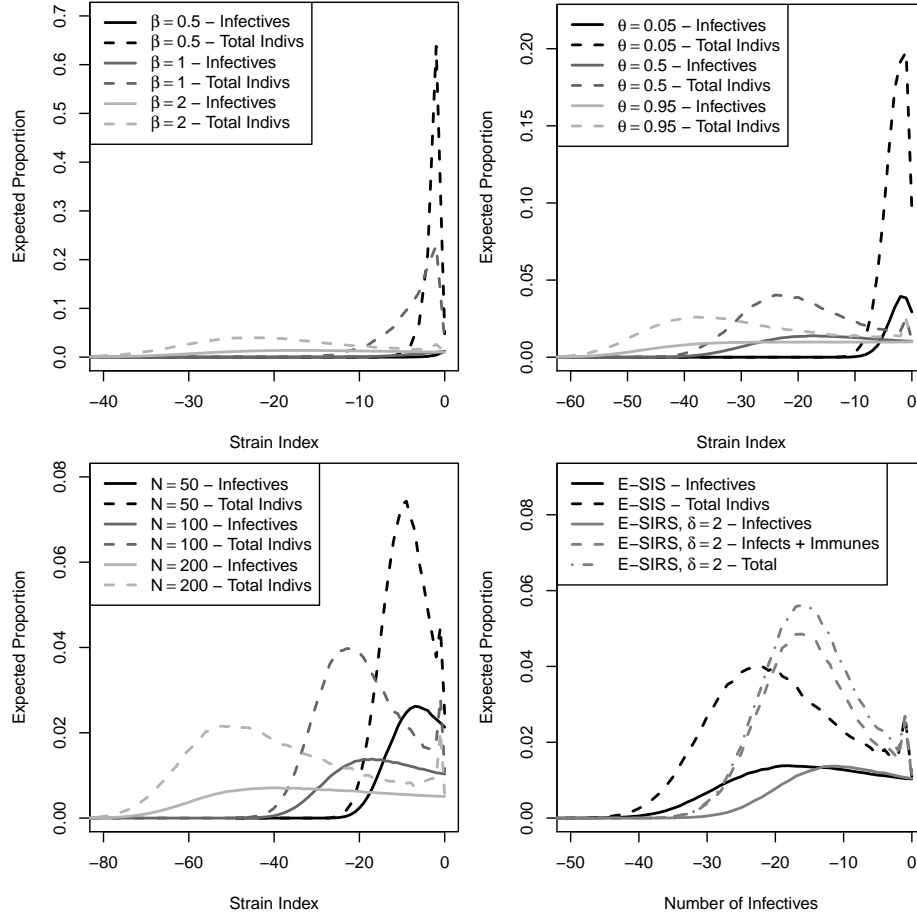 β = 0.5 − Infectives
β = 0.5 − Total Indivs
β = 1 − Infectives
β = 1 − Total Indivs
β = 2 − Infectives
β = 2 − Total Indivs
Expected Proportion
0.0 0.1 0.2 0.3 0.4 0.5 0.6 0.7
−40 −30 −20 −10 0
Strain Index
θ = 0.05 − Infectives
θ = 0.05 − Total Indivs
θ = 0.5 − Infectives
θ = 0.5 − Total Indivs
θ = 0.95 − Infectives
θ = 0.95 − Total Indivs
Expected Proportion
0.00 0.05 0.10 0.15 0.20
−60 −50 −40 −30 −20 −10 0
Strain Index
N = 50 − Infectives
N = 50 − Total Indivs
N = 100 − Infectives
N = 100 − Total Indivs
N = 200 − Infectives
N = 200 − Total Indivs
Expected Proportion
0.00 0.02 0.04 0.06 0.08
−80 −60 −40 −20 0
Strain Index
E−SIS − Infectives
E−SIS − Total Indivs
E−SIRS, δ = 2 − Infectives
E−SIRS, δ = 2 − Infects + Immunes
E−SIRS, δ = 2 − Total
Expected Proportion
0.00 0.02 0.04 0.06 0.08
−50 −40 −30 −20 −10 0
Number of Infectives